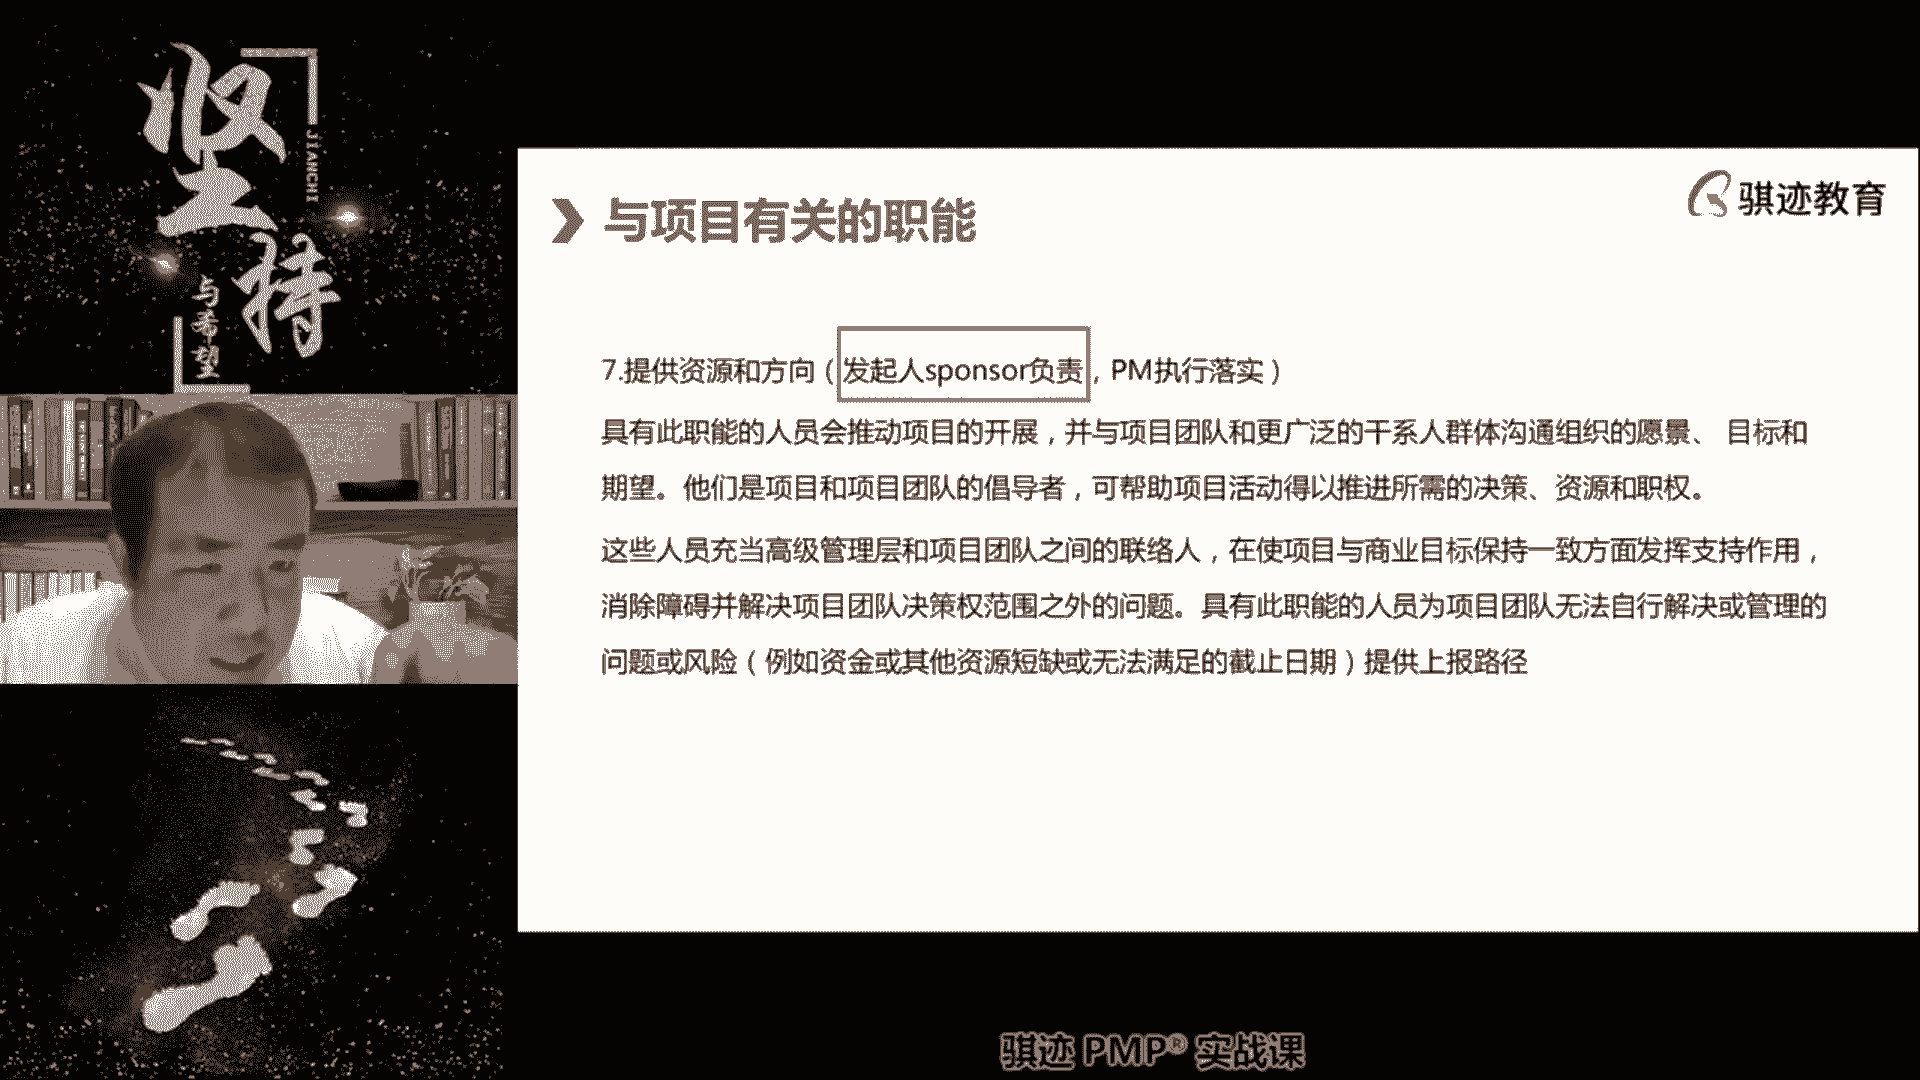 坚持
JIANCHI
与希望
骐迹教育
与项目有关的职能
7.提供资源和方向（发起人sponsor负责，PM执行落实）
具有此职能的人员会推动项目的开展，并与项目团队和更广泛的干系人群体沟通组织的愿景、 目标和
期望。他们是项目和项目团队的倡导者，可帮助项目活动得以推进所需的决策、资源和职权。
这些人员充当高级管理层和项目团队之间的联络人，在使项目与商业目标保持一致方面发挥支持作用，
消除障碍并解决项目团队决策权范围之外的问题。具有此职能的人员为项目团队无法自行解决或管理的
问题或风险（例如资金或其他资源短缺或无法满足的截止日期）提供上报路径
骐迹 PMP® 实战课